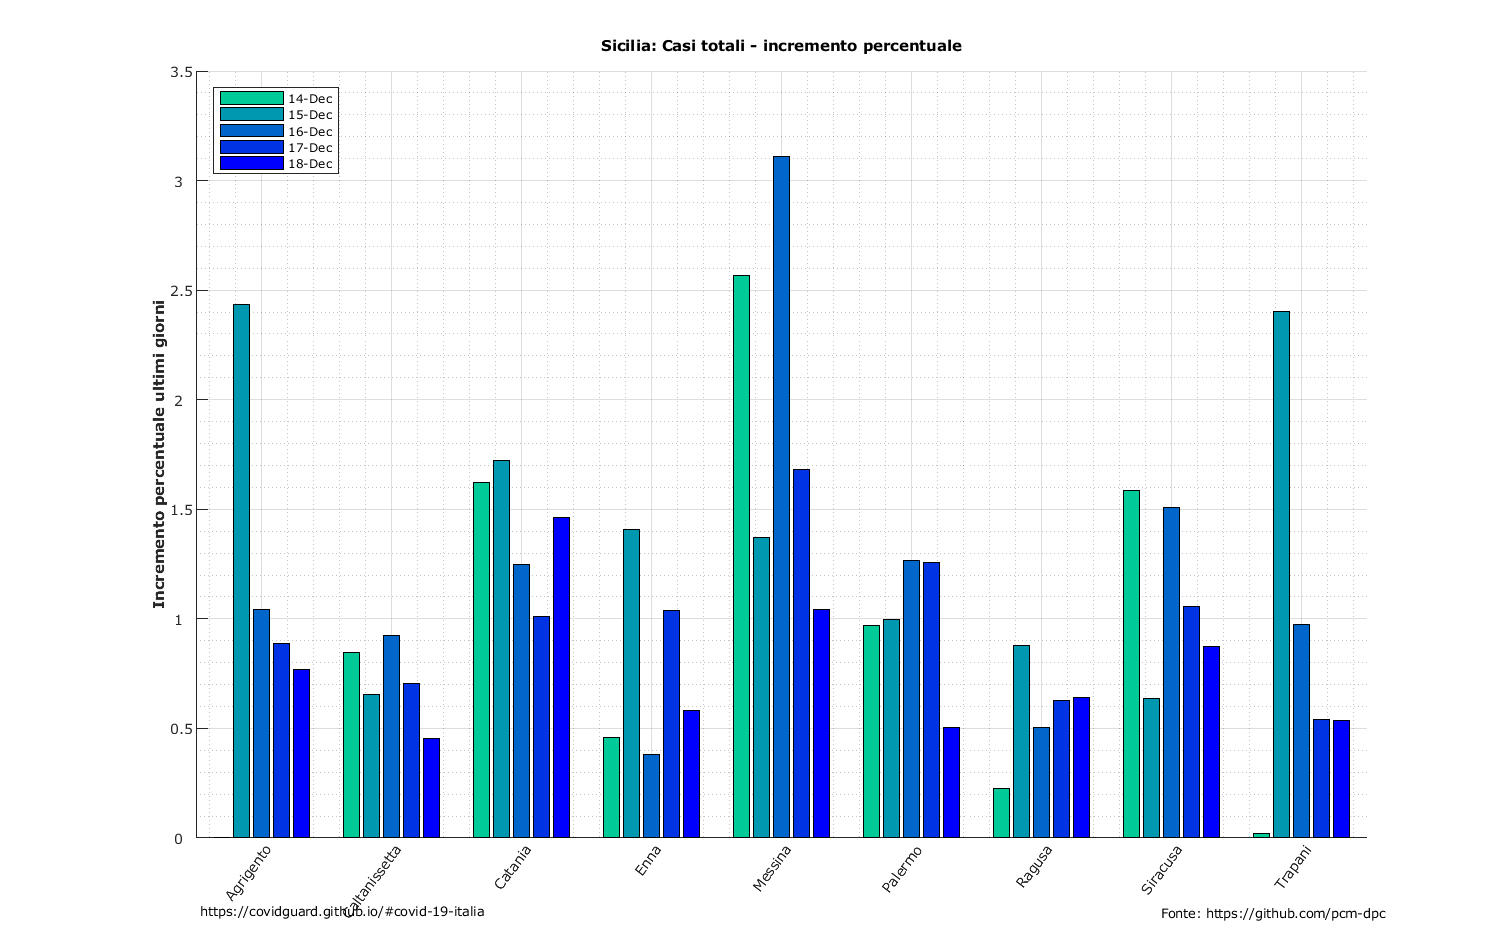 Sicilia: Casi totali - incremento percentuale
3.5
3
2.5
2
1.5
1
0.5
0
Incremento percentuale ultimi giorni
14-Dec
15-Dec
16-Dec
17-Dec
18-Dec
Agrigento
Caltanissetta
Catania
Enna
Messina
Palermo
Ragusa
Siracusa
Trapani
https://covidguard.github.io/#covid-19-italia
Fonte: https://github.com/pcm-dpc